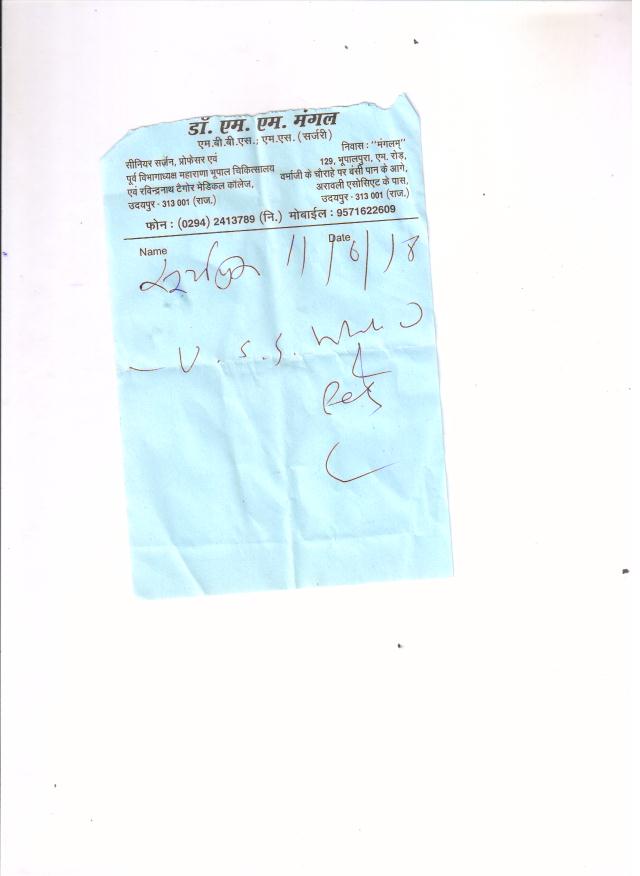 डॉ. एम. एम. मंगल
एम.बी.बी.एस.; एम.एस. (सर्जरी)
सीनियर सर्जन, प्रोफेसर एवं
पूर्व विभागाध्यक्ष महाराणा भूपाल चिकित्सालय
एवं रविन्द्रनाथ टैगोर मेडिकल कॉलेज,
उदयपुर - 313 001 (राज.)
निवास : "मंगलम्"
129, भूपालपुरा, एम. रोड,
वर्माजी के चौराहे पर बंसी पान के आगे,
अरावली एसोसिएट के पास,
उदयपुर - 313 001 (राज.)
फोन : (0294) 2413789 (नि.) मोबाईल : 9571622609
Name
Date 11/6/18
- U.S.S.